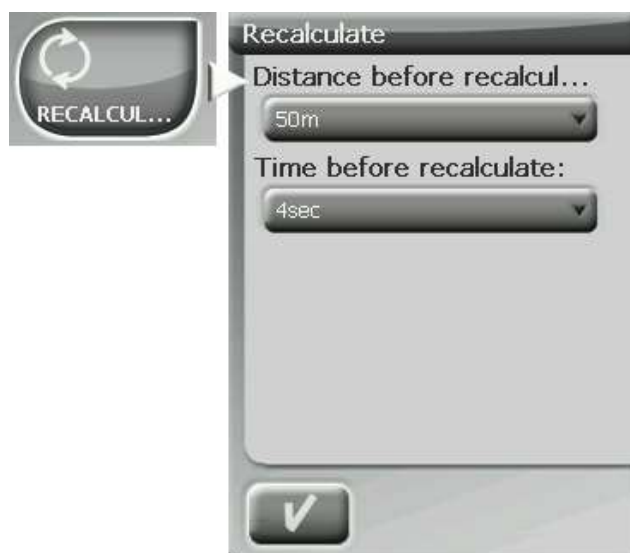 RECALCUL...
Recalculate
Distance before recalcul...
50m
Time before recalculate:
4sec